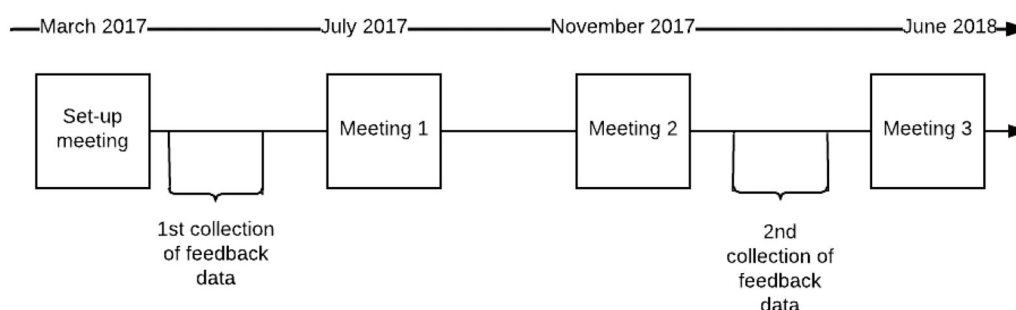 March 2017 July 2017 November 2017 June 2018
Set-up
meeting
Meeting 1
Meeting 2
Meeting 3
1st collection
of feedback
data
2nd
collection of
feedback
data